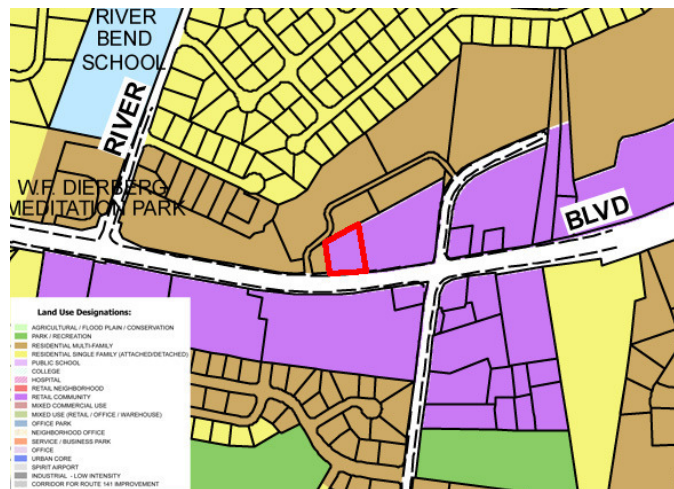 RIVER
BEND
SCHOOL
RIVER
W.F. DIERBERG
MEDITATION PARK
BLVD
Land Use Designations:
AGRICULTURAL / FLOOD PLAIN / CONSERVATION
PARK / RECREATION
RESIDENTIAL MULTI-FAMILY
RESIDENTIAL SINGLE FAMILY (ATTACHED/DETACHED)
PUBLIC SCHOOL
COLLEGE
HOSPITAL
RETAIL NEIGHBORHOOD
RETAIL COMMUNITY
MIXED COMMERCIAL USE
MIXED USE (RETAIL / OFFICE / WAREHOUSE)
OFFICE PARK
NEIGHBORHOOD OFFICE
SERVICE / BUSINESS PARK
OFFICE
URBAN CORE
SPIRIT AIRPORT
INDUSTRIAL - LOW INTENSITY
CORRIDOR FOR ROUTE 141 IMPROVEMENT